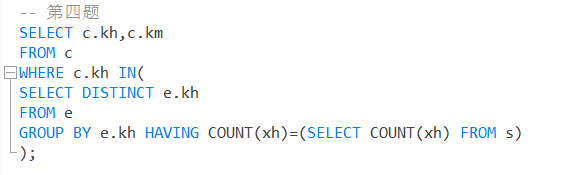 -- 第四题
SELECT c.kh,c.km
FROM c
WHERE c.kh IN(
SELECT DISTINCT e.kh
FROM e
GROUP BY e.kh HAVING COUNT(xh)=(SELECT COUNT(xh) FROM s)
);